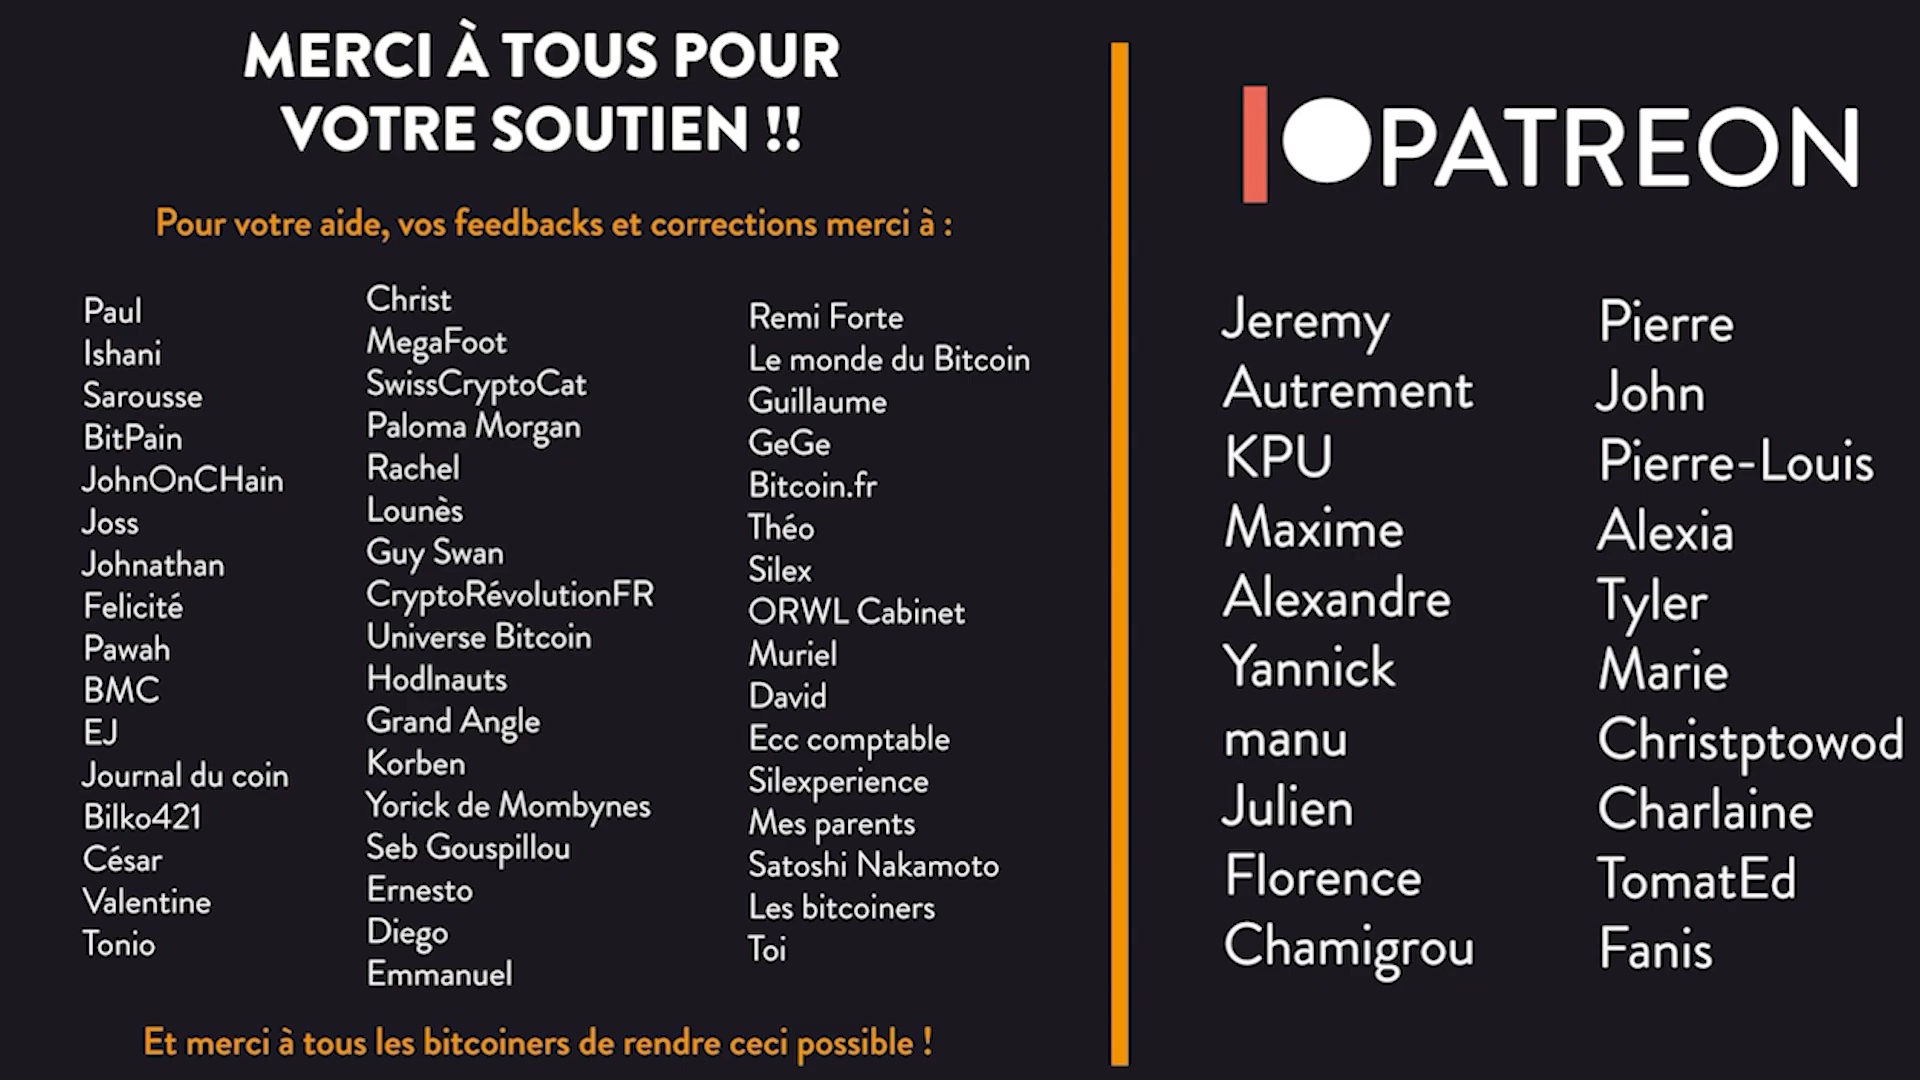 MERCI À TOUS POUR
VOTRE SOUTIEN !!
Pour votre aide, vos feedbacks et corrections merci à :
Paul
Ishani
Sarousse
BitPain
JohnOnCHain
Joss
Johnathan
Felicité
Pawah
BMC
EJ
Journal du coin
Bilko421
César
Valentine
Tonio
Christ
MegaFoot
SwissCryptoCat
Paloma Morgan
Rachel
Lounès
Guy Swan
CryptoRévolutionFR
Universe Bitcoin
Hodlnauts
Grand Angle
Korben
Yorick de Mombynes
Seb Gouspillou
Ernesto
Diego
Emmanuel
Remi Forte
Le monde du Bitcoin
Guillaume
GeGe
Bitcoin.fr
Théo
Silex
ORWL Cabinet
Muriel
David
Ecc comptable
Silexperience
Mes parents
Satoshi Nakamoto
Les bitcoiners
Toi
Et merci à tous les bitcoiners de rendre ceci possible !
PATREON
Jeremy
Autrement
KPU
Maxime
Alexandre
Yannick
manu
Julien
Florence
Chamigrou
Pierre
John
Pierre-Louis
Alexia
Tyler
Marie
Christptowod
Charlaine
TomatEd
Fanis